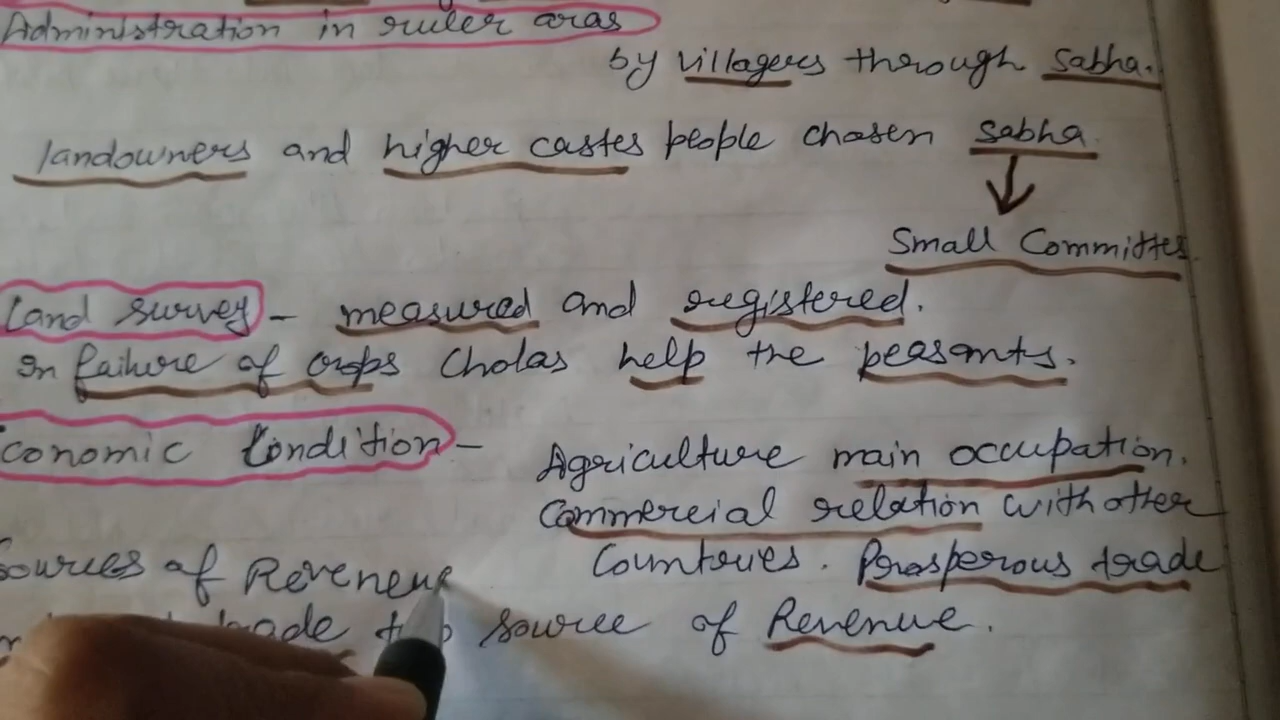 Administration in ruler aras
by villagers through sabha.
landowners and higher castes people chosen sabha.
Small Committes.
Land survey - measured and registered.
In failure of crops Cholas help the peasants.
conomic Condition - Agriculture main occupation.
Commercial relation with other
Countries. Prosperous trade
Sources of Reveneue
trade source of Revenue.